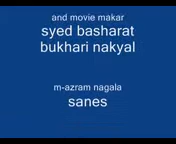 and movie makar
syed basharat
bukhari nakyal
m-azram nagala
sanes